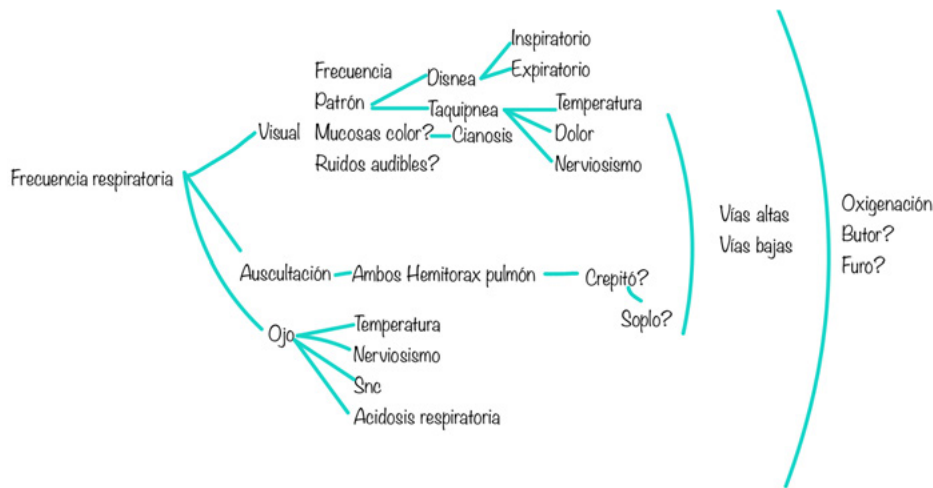 Frecuencia respiratoria
Visual
Frecuencia
Patrón
Mucosas color?
Ruidos audibles?
Disnea
Inspiratorio
Expiratorio
Taquipnea
Temperatura
Dolor
Nerviosismo
Cianosis
Auscultación
Ambos Hemitorax pulmón
Crepitó?
Soplo?
Ojo
Temperatura
Nerviosismo
Snc
Acidosis respiratoria
Vías altas
Vías bajas
Oxigenación
Butor?
Furo?